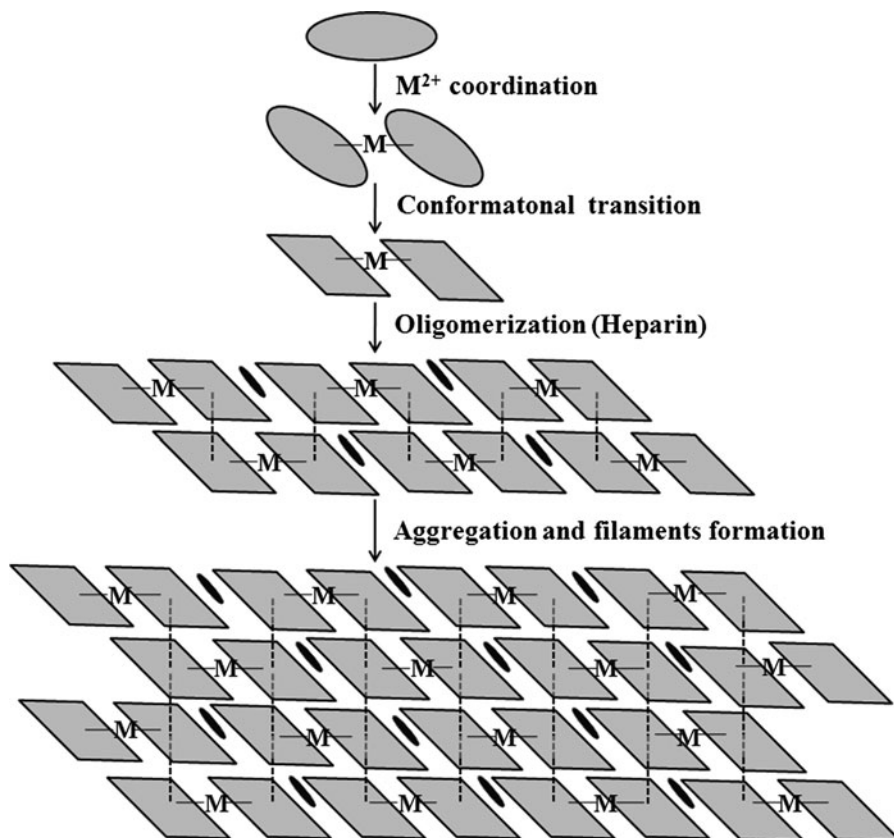 M²⁺ coordination
M
Conformatonal transition
M
Oligomerization (Heparin)
M M M
M M M
Aggregation and filaments formation
M M M M
M M M M
M M M M
M M M M